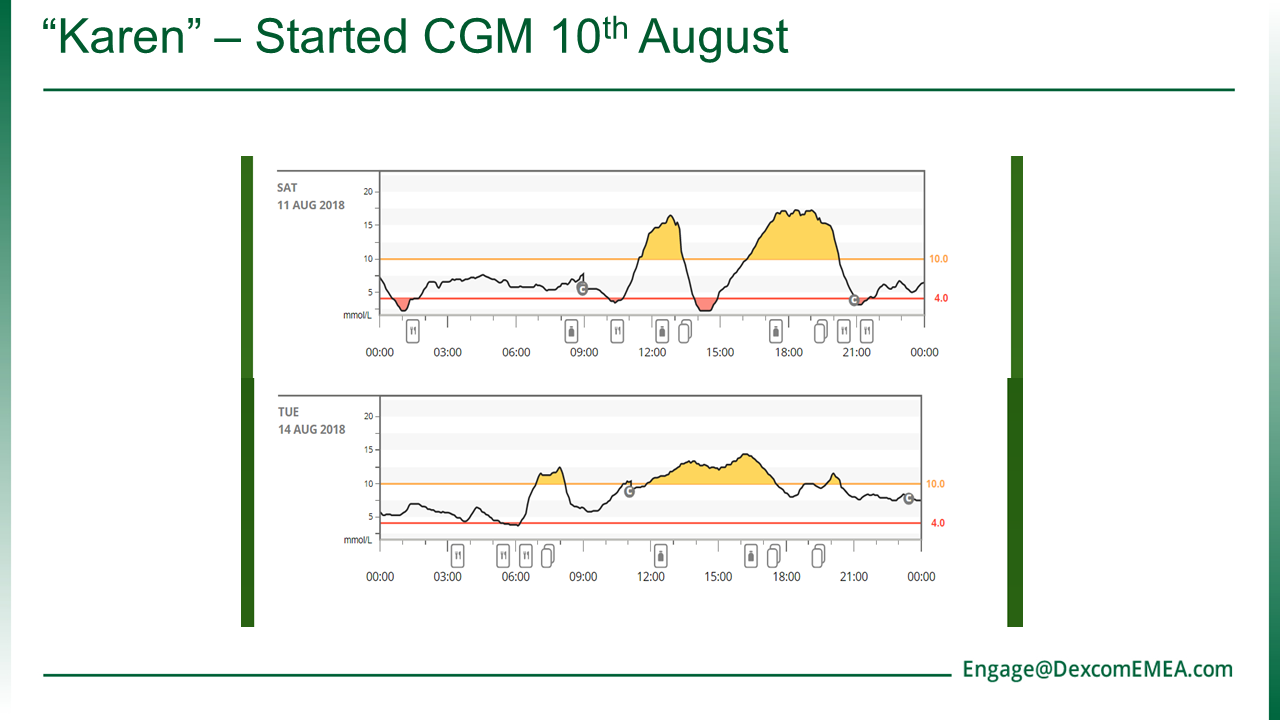 “Karen” – Started CGM 10th August
SAT
11 AUG 2018
20
15
10
5
mmol/L
10.0
4.0
00:00 03:00 06:00 09:00 12:00 15:00 18:00 21:00 00:00
TUE
14 AUG 2018
20
15
10
5
mmol/L
10.0
4.0
00:00 03:00 06:00 09:00 12:00 15:00 18:00 21:00 00:00
Engage@DexcomEMEA.com